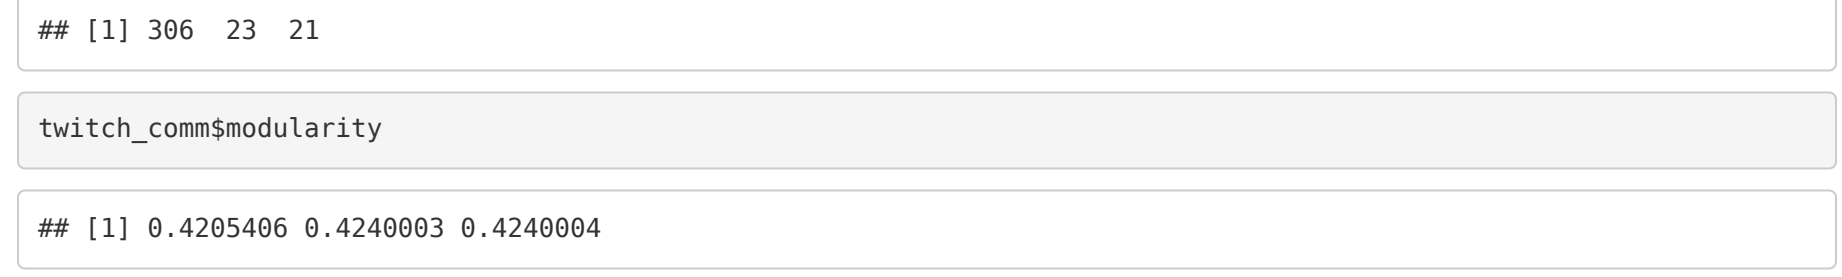 ## [1] 306  23  21
twitch_comm$modularity
## [1] 0.4205406 0.4240003 0.4240004